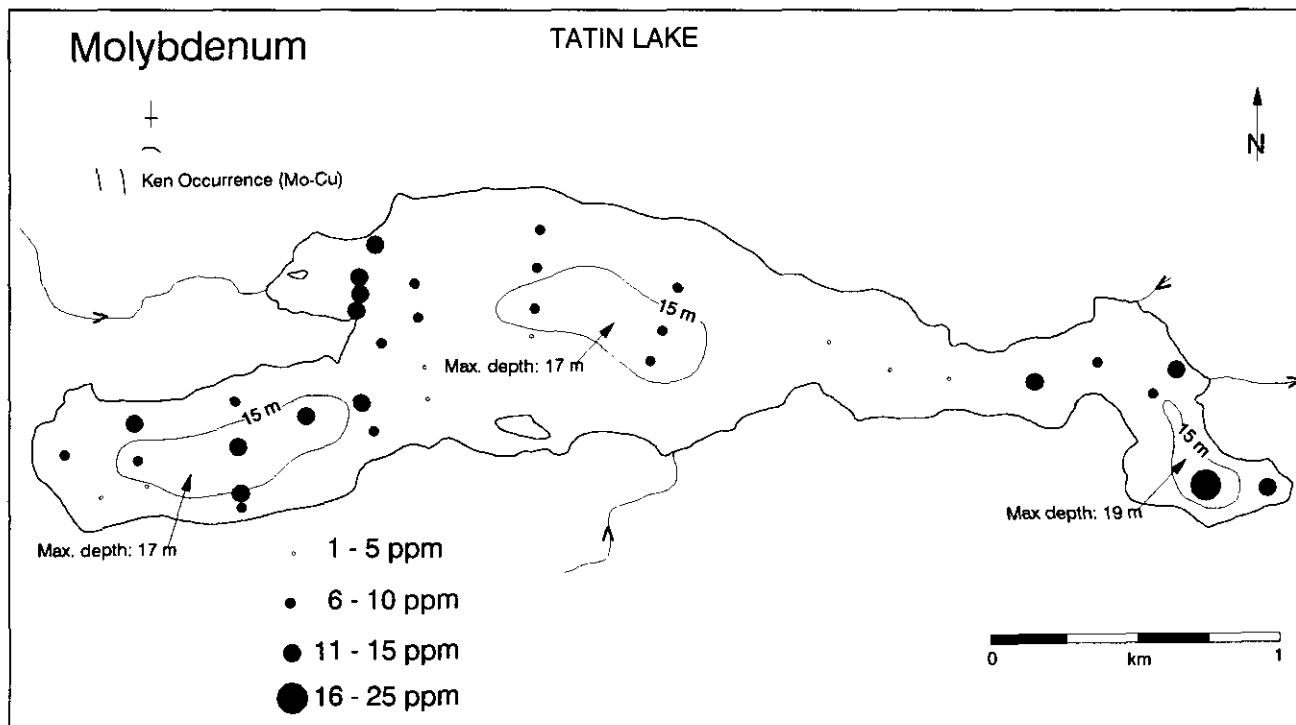 Molybdenum
TATIN LAKE
N
Ken Occurrence (Mo-Cu)
15 m
Max. depth: 17 m
15 m
15 m
Max. depth: 19 m
Max. depth: 17 m
1 - 5 ppm
6 - 10 ppm
11 - 15 ppm
16 - 25 ppm
0 km 1